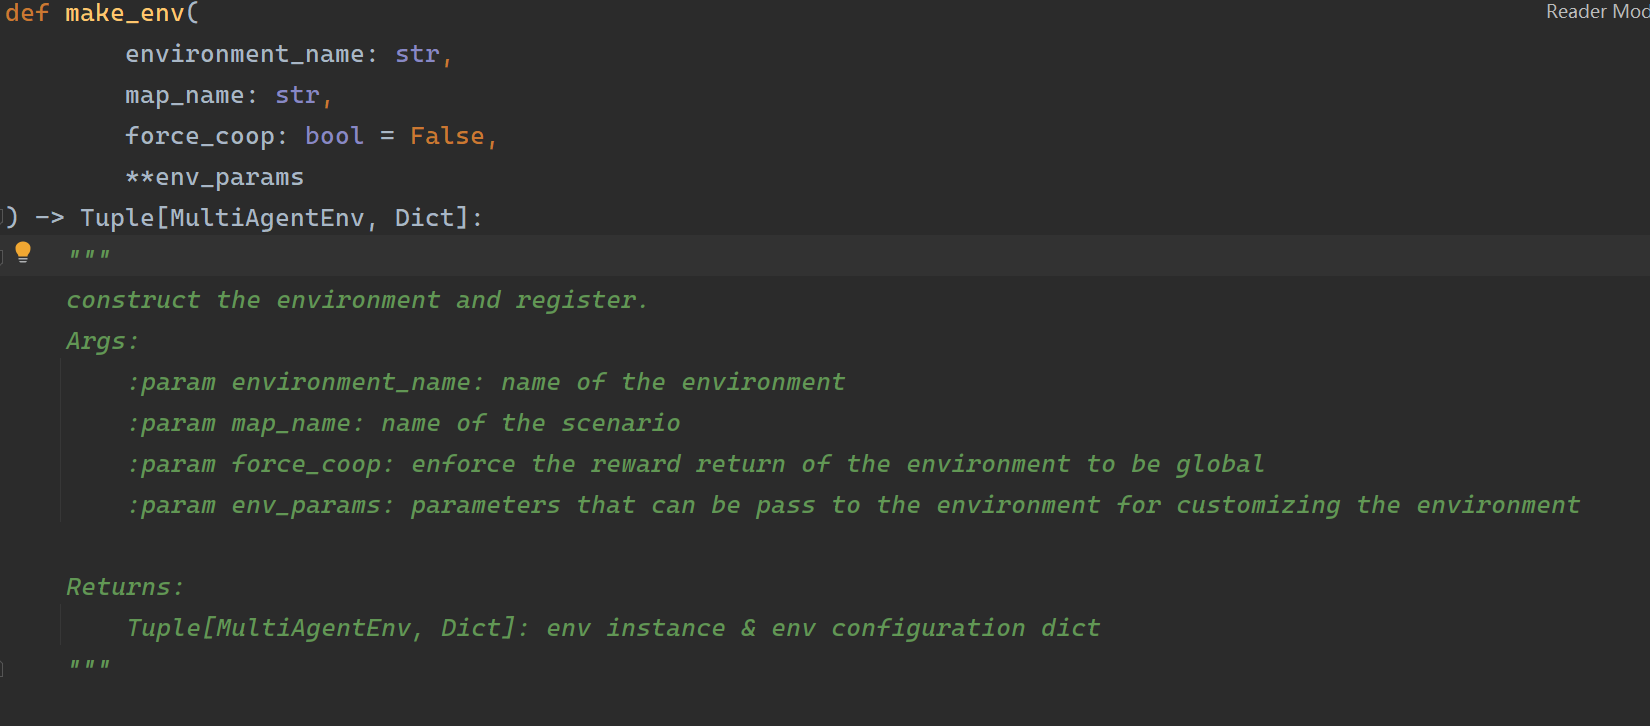 def make_env(
Reader Mod
environment_name: str,
map_name: str,
force_coop: bool = False,
**env_params
) -> Tuple[MultiAgentEnv, Dict]:
"""
construct the environment and register.
Args:
:param environment_name: name of the environment
:param map_name: name of the scenario
:param force_coop: enforce the reward return of the environment to be global
:param env_params: parameters that can be pass to the environment for customizing the environment
Returns:
Tuple[MultiAgentEnv, Dict]: env instance & env configuration dict
"""